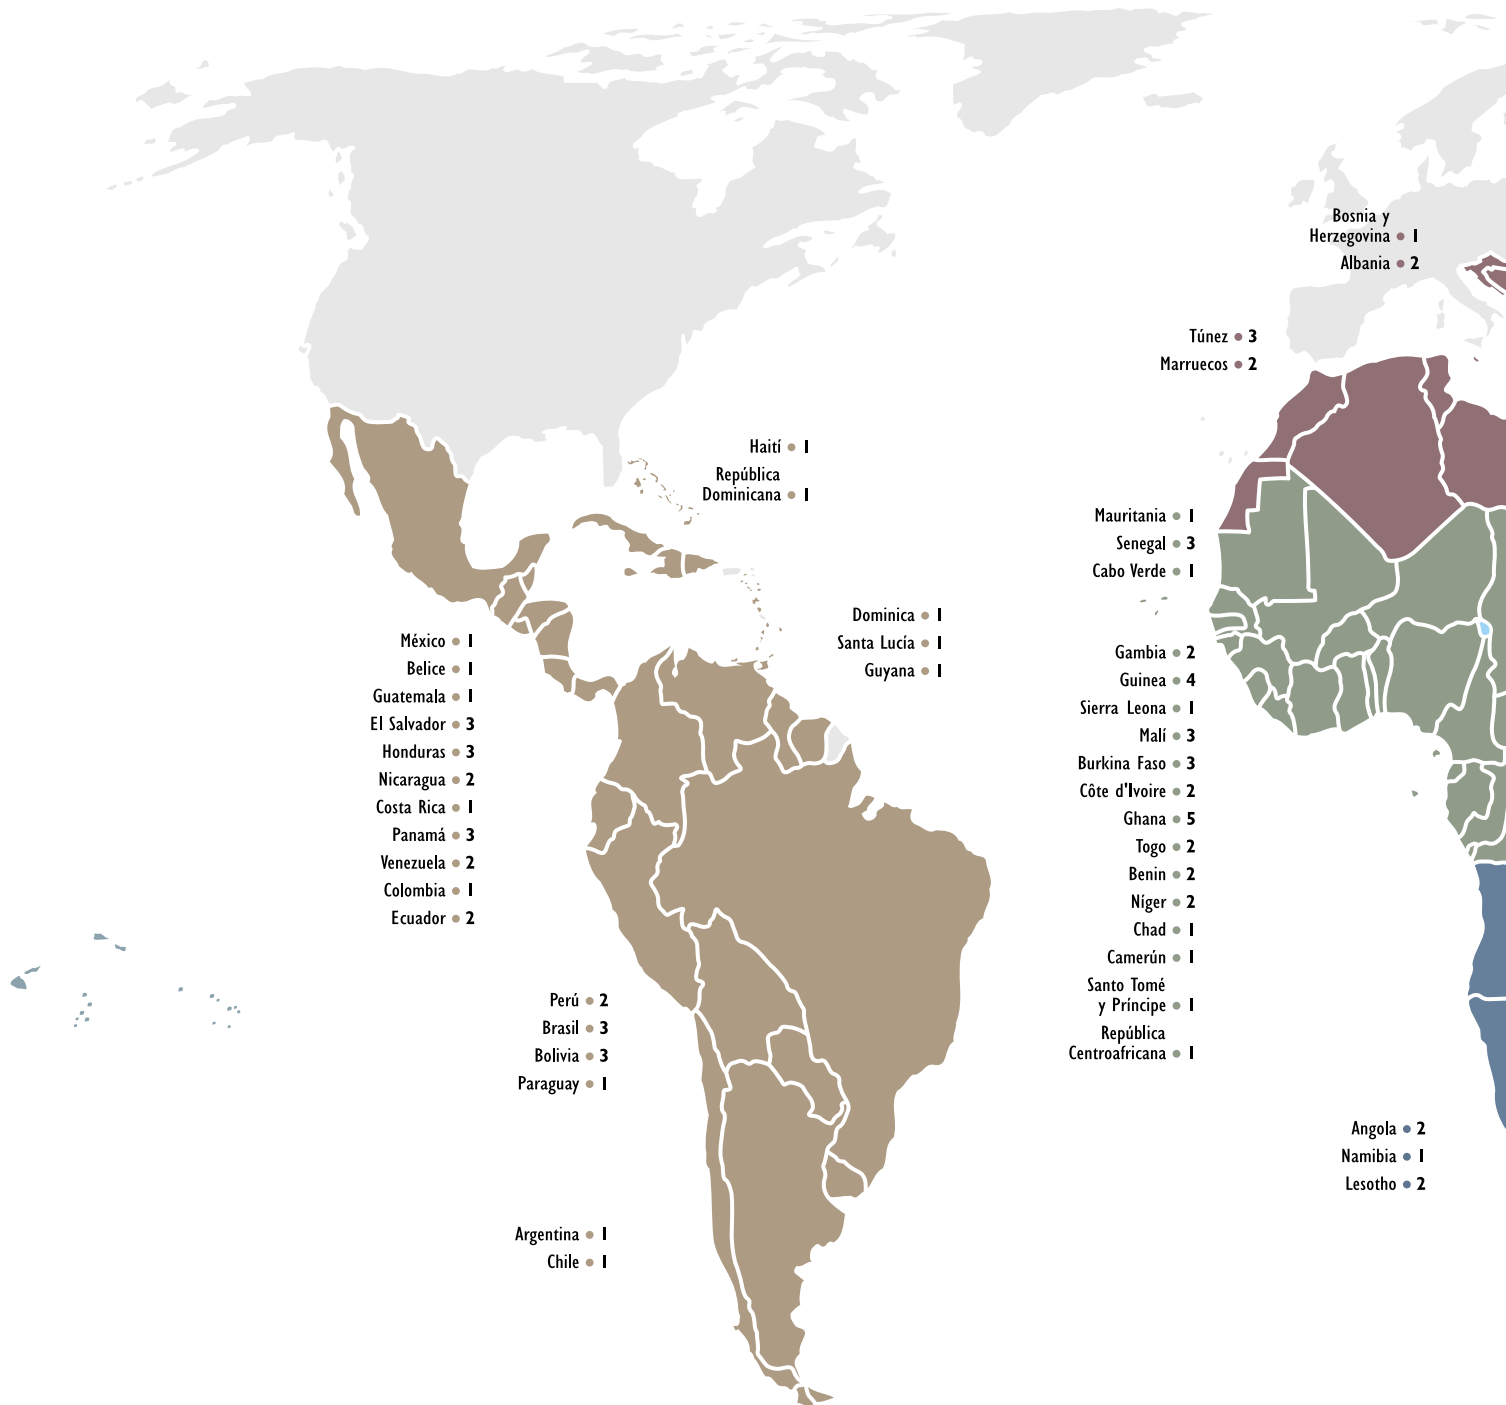 Bosnia y
Herzegovina • 1
Albania • 2
Túnez • 3
Marruecos • 2
Haití • 1
República
Dominicana • 1
Mauritania • 1
Senegal • 3
Cabo Verde • 1
Dominica • 1
Santa Lucía • 1
Guyana • 1
México • 1
Belice • 1
Guatemala • 1
El Salvador • 3
Honduras • 3
Nicaragua • 2
Costa Rica • 1
Panamá • 3
Venezuela • 2
Colombia • 1
Ecuador • 2
Gambia • 2
Guinea • 4
Sierra Leona • 1
Malí • 3
Burkina Faso • 3
Côte d'Ivoire • 2
Ghana • 5
Togo • 2
Benin • 2
Níger • 2
Chad • 1
Camerún • 1
Santo Tomé
y Príncipe • 1
República
Centroafricana • 1
Perú • 2
Brasil • 3
Bolivia • 3
Paraguay • 1
Angola • 2
Namibia • 1
Lesotho • 2
Argentina • 1
Chile • 1